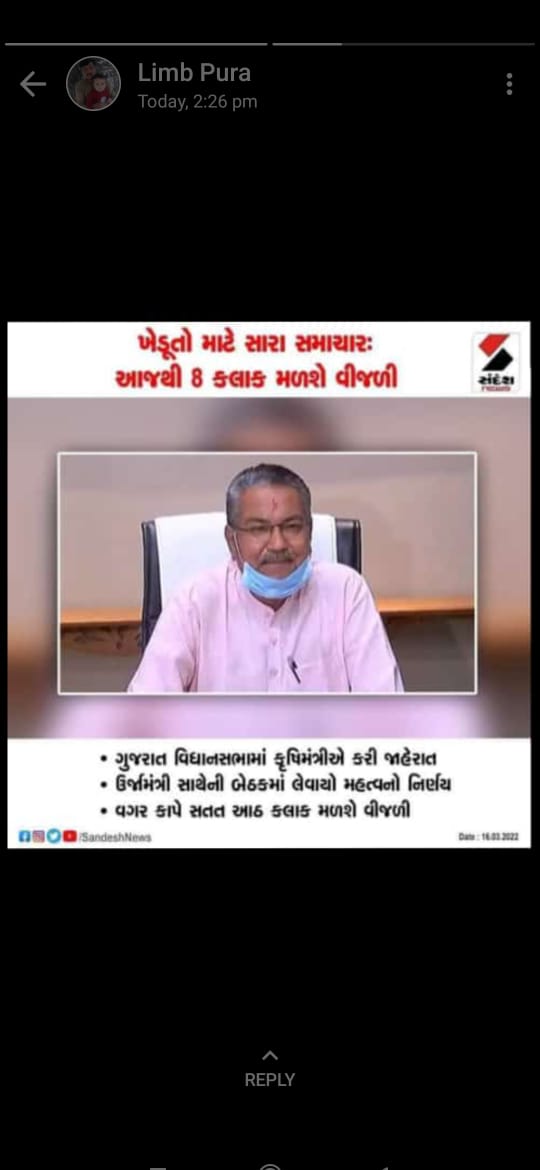 Limb Pura
Today, 2:26 pm
ખેડૂતો માટે સારા સમાચારઃ
આજથી 8 કલાક મળશે વીજળી
સંદેશ
news
• ગુજરાત વિધાનસભામાં કૃષિમંત્રીએ કરી જાહેરાત
• ઉર્જામંત્રી સાથેની બેઠકમાં લેવાયો મહત્વનો નિર્ણય
• વગર કાપે સતત આઠ કલાક મળશે વીજળી
/SandeshNews
Date : 16.03.2022
REPLY